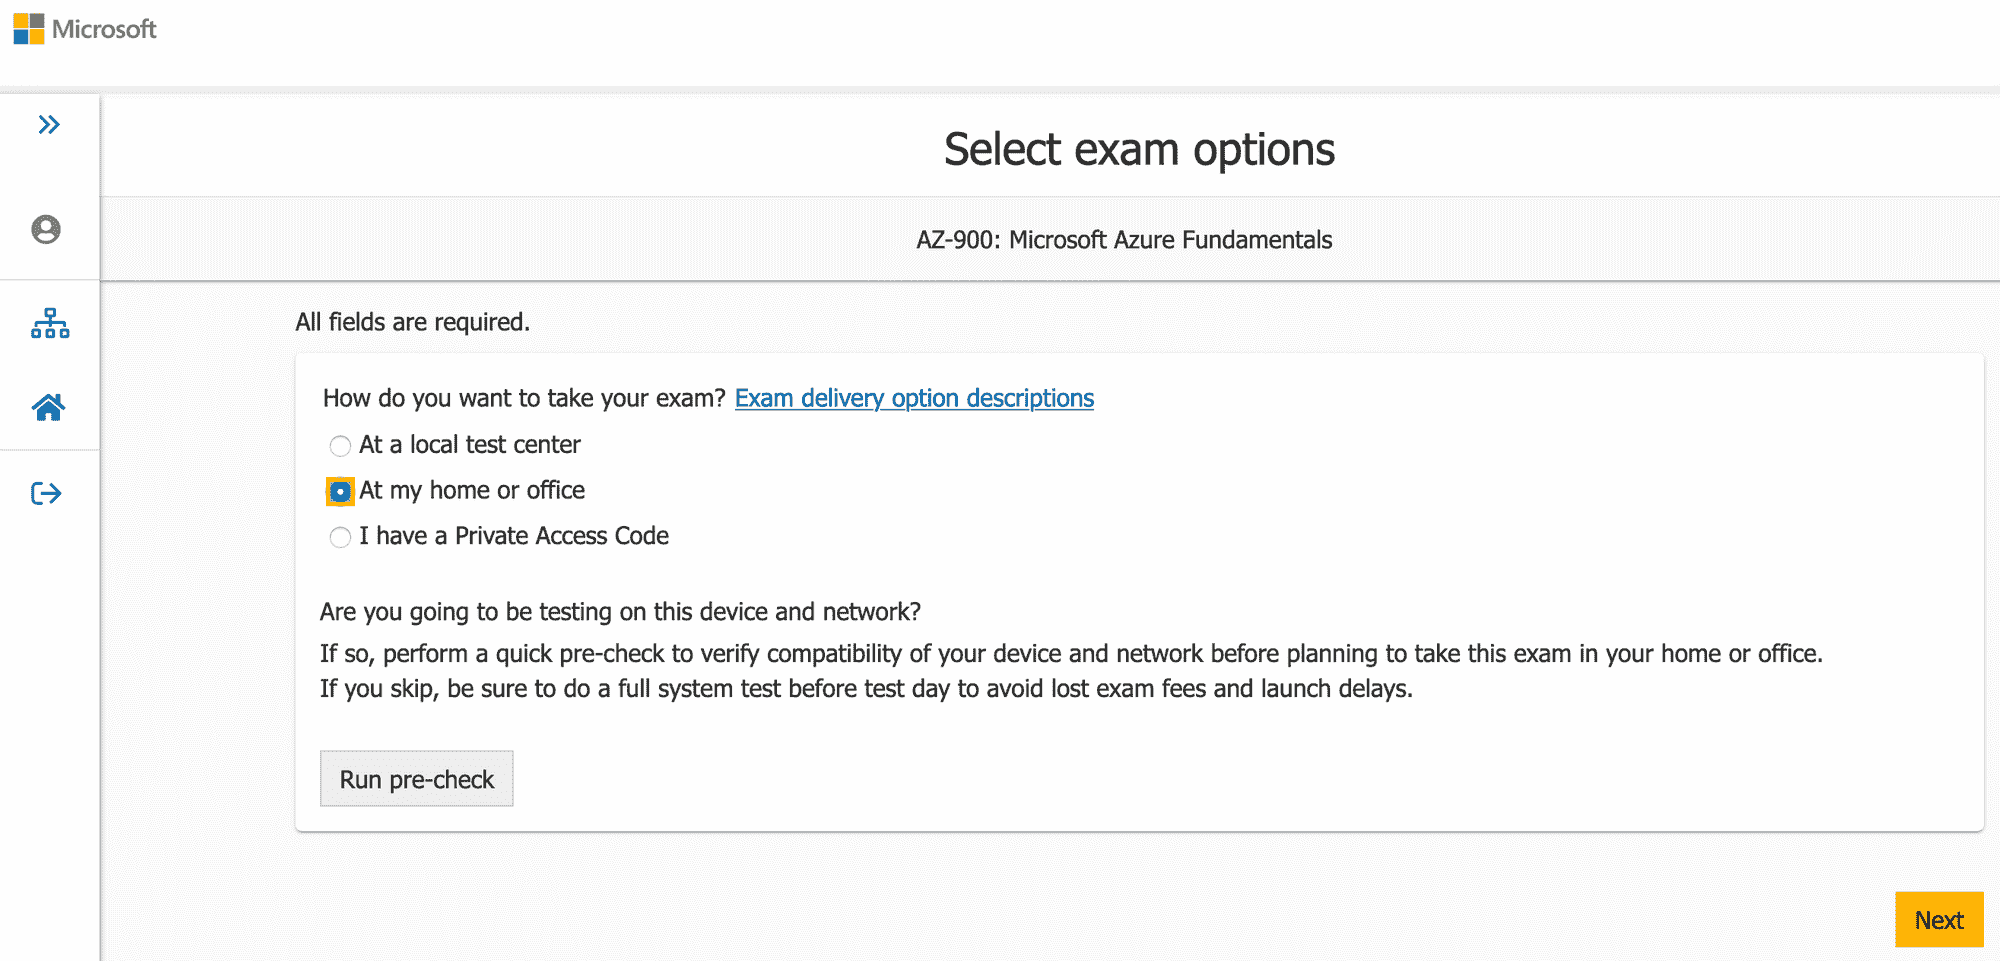 Microsoft
Select exam options
AZ-900: Microsoft Azure Fundamentals
All fields are required.
How do you want to take your exam? Exam delivery option descriptions
At a local test center
At my home or office
I have a Private Access Code
Are you going to be testing on this device and network?
If so, perform a quick pre-check to verify compatibility of your device and network before planning to take this exam in your home or office.
If you skip, be sure to do a full system test before test day to avoid lost exam fees and launch delays.
Run pre-check
Next